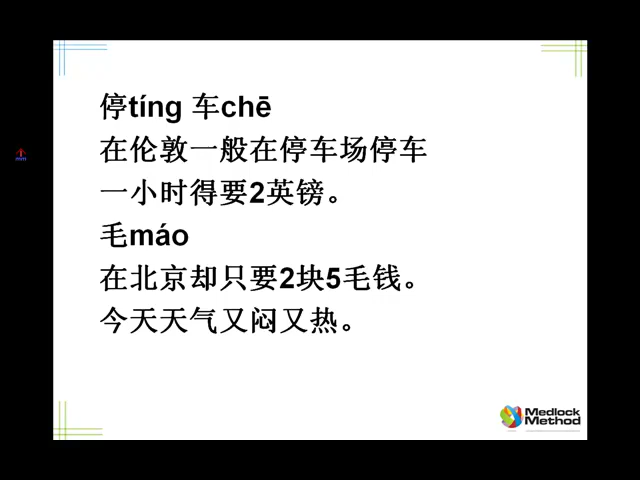 停tíng 车chē
在伦敦一般在停车场停车
一小时得要2英镑。
毛máo
在北京却只要2块5毛钱。
今天天气又闷又热。
Medlock
Method